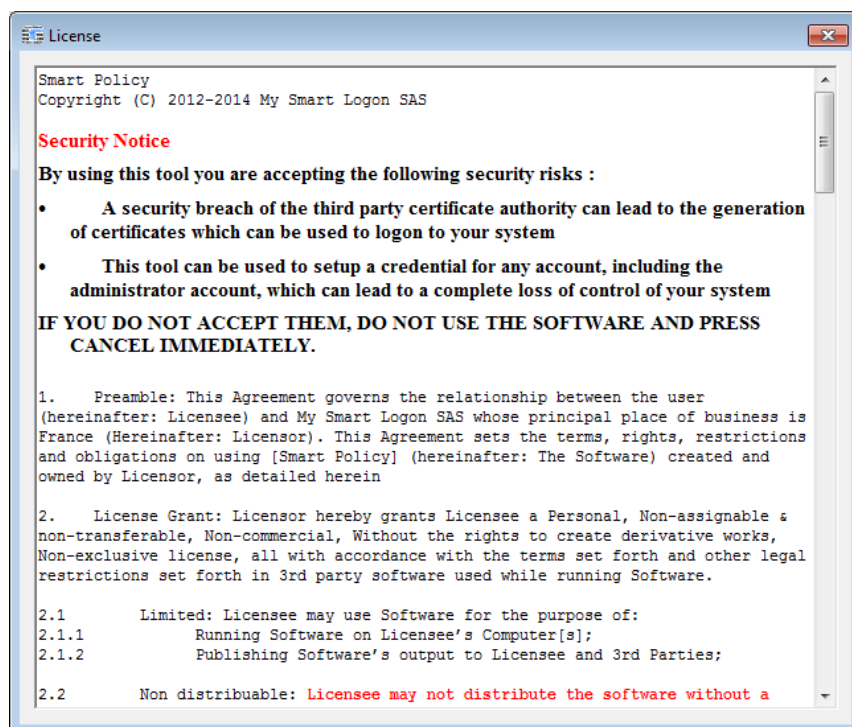 License
Smart Policy
Copyright (C) 2012-2014 My Smart Logon SAS
Security Notice
By using this tool you are accepting the following security risks :
• A security breach of the third party certificate authority can lead to the generation
of certificates which can be used to logon to your system
• This tool can be used to setup a credential for any account, including the
administrator account, which can lead to a complete loss of control of your system
IF YOU DO NOT ACCEPT THEM, DO NOT USE THE SOFTWARE AND PRESS
CANCEL IMMEDIATELY.
1. Preamble: This Agreement governs the relationship between the user
(hereinafter: Licensee) and My Smart Logon SAS whose principal place of business is
France (Hereinafter: Licensor). This Agreement sets the terms, rights, restrictions
and obligations on using [Smart Policy] (hereinafter: The Software) created and
owned by Licensor, as detailed herein
2. License Grant: Licensor hereby grants Licensee a Personal, Non-assignable &
non-transferable, Non-commercial, Without the rights to create derivative works,
Non-exclusive license, all with accordance with the terms set forth and other legal
restrictions set forth in 3rd party software used while running Software.
2.1 Limited: Licensee may use Software for the purpose of:
2.1.1 Running Software on Licensee’s Computer[s];
2.1.2 Publishing Software’s output to Licensee and 3rd Parties;
2.2 Non distribuable: Licensee may not distribute the software without a